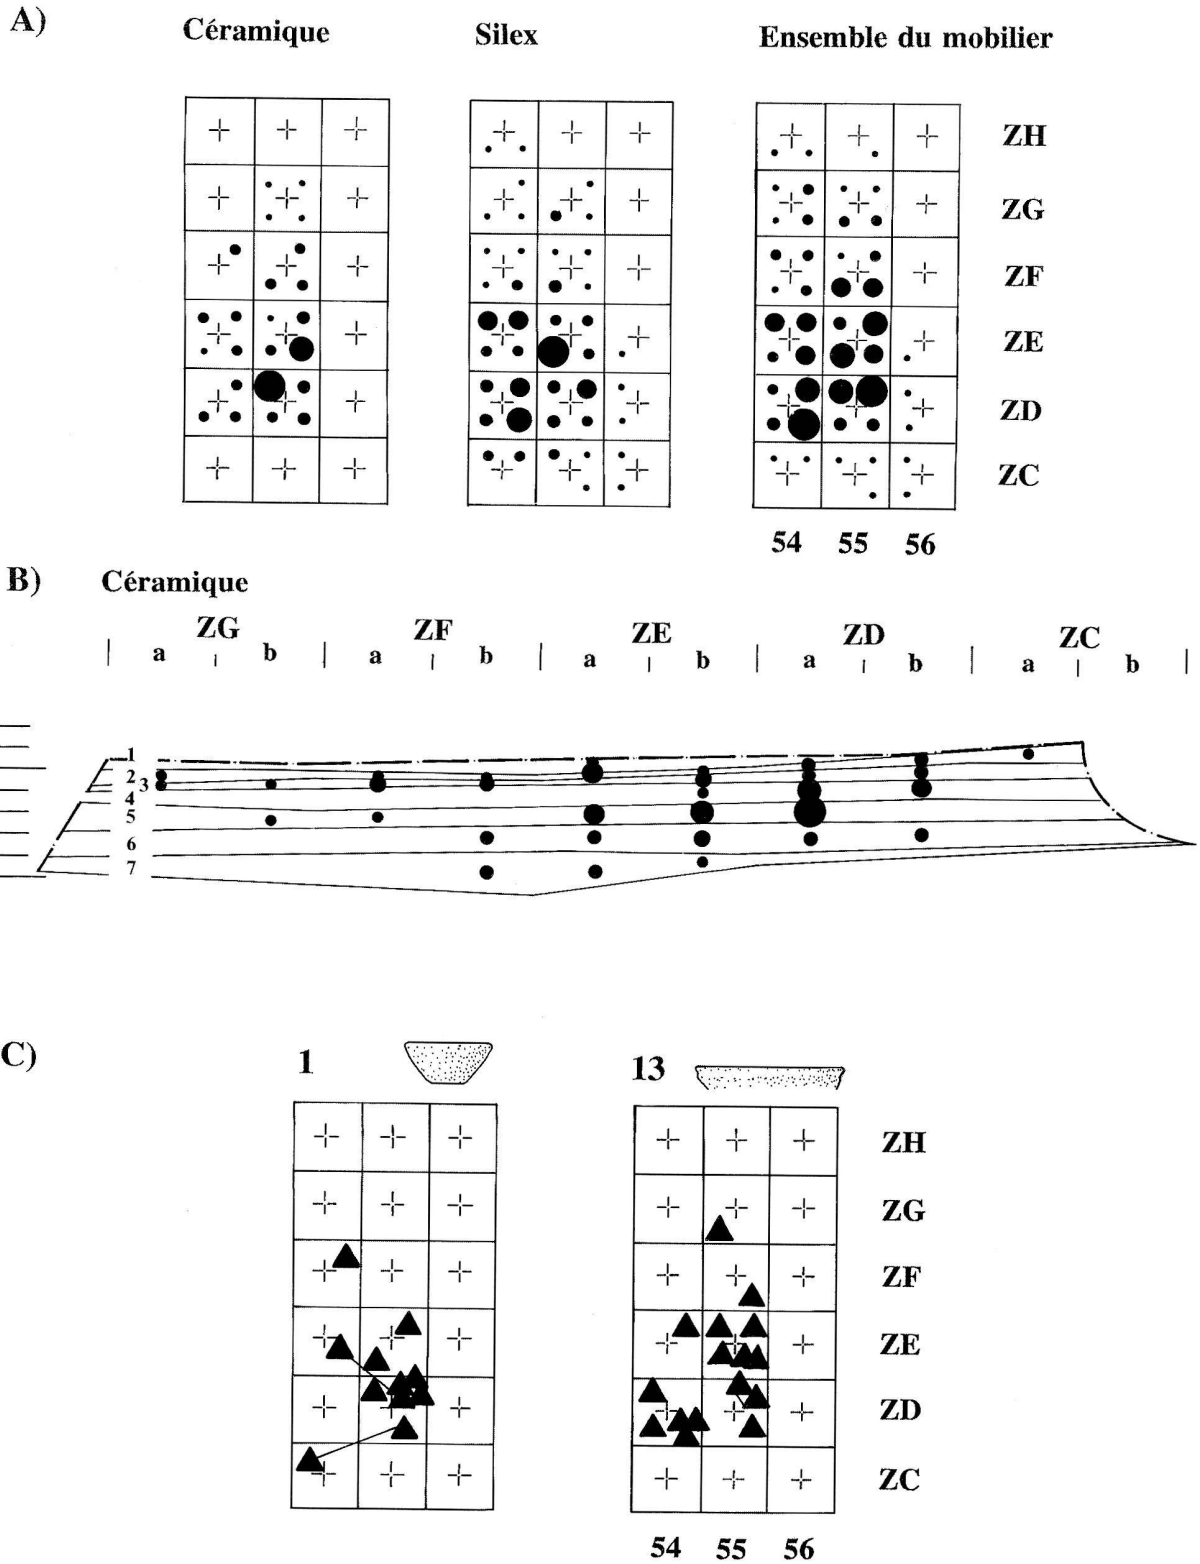 A)
Céramique Silex Ensemble du mobilier
ZH
ZG
ZF
ZE
ZD
ZC
54 55 56
B) Céramique
ZG ZF ZE ZD ZC
a b a b a b a b a b
1
2
3
4
5
6
7
C)
1 13
ZH
ZG
ZF
ZE
ZD
ZC
54 55 56